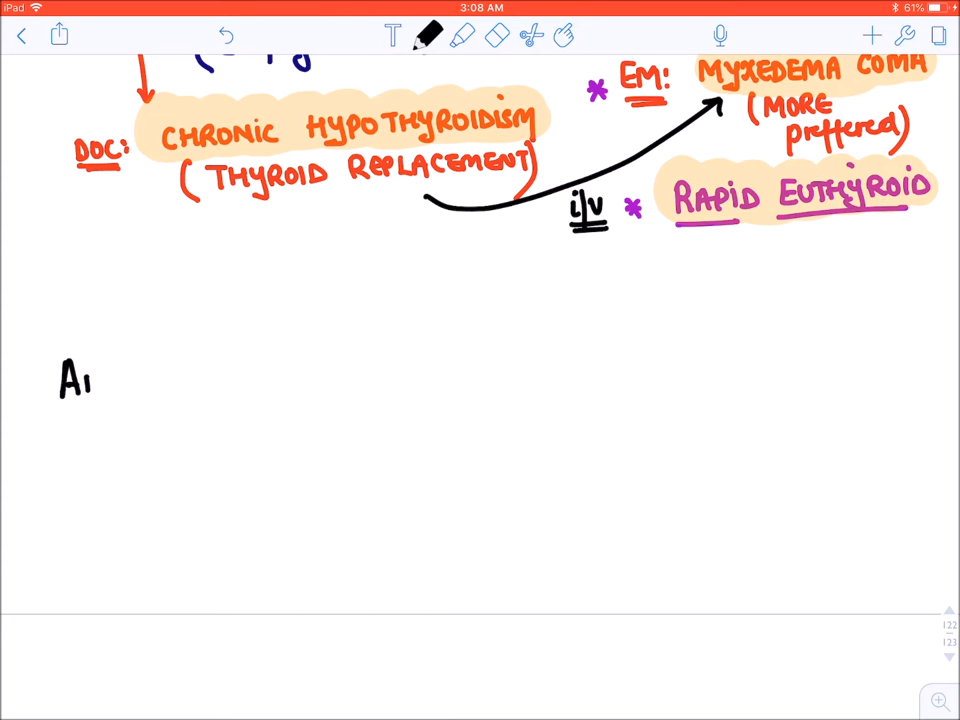 iPad 3:08 AM 61%
T
* EM: MYXEDEMA COMA
(MORE preffered)
DOC: CHRONIC HYPOTHYROIDISM
(THYROID REPLACEMENT)
i/v * RAPID EUTHYROID
122
123